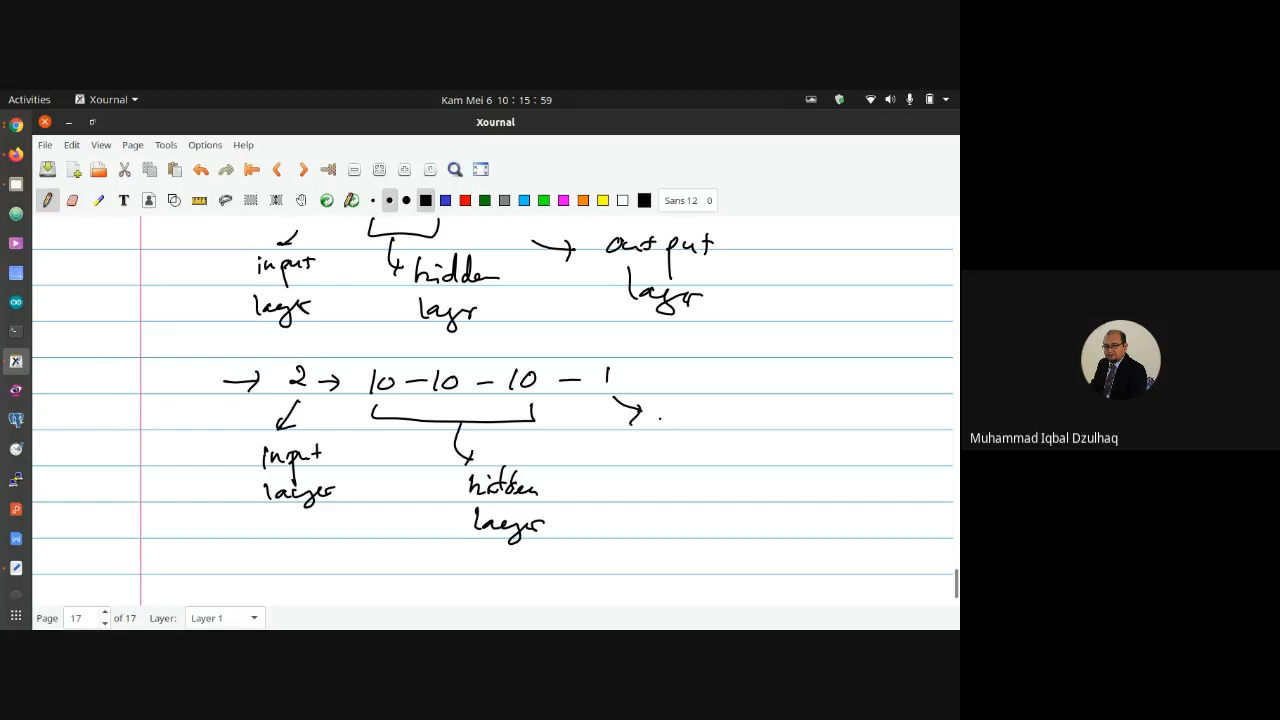 Activities
Xournal
Kam Mei 6 10 : 15 : 59
Xournal
File Edit View Page Tools Options Help
Sans 12 0
output
input
hidden
layer
layer
layer
→ 2 → 10 – 10 – 10 – 1
input
layer
hidden
layer
Page 17 of 17 Layer: Layer 1
Muhammad Iqbal Dzulhaq